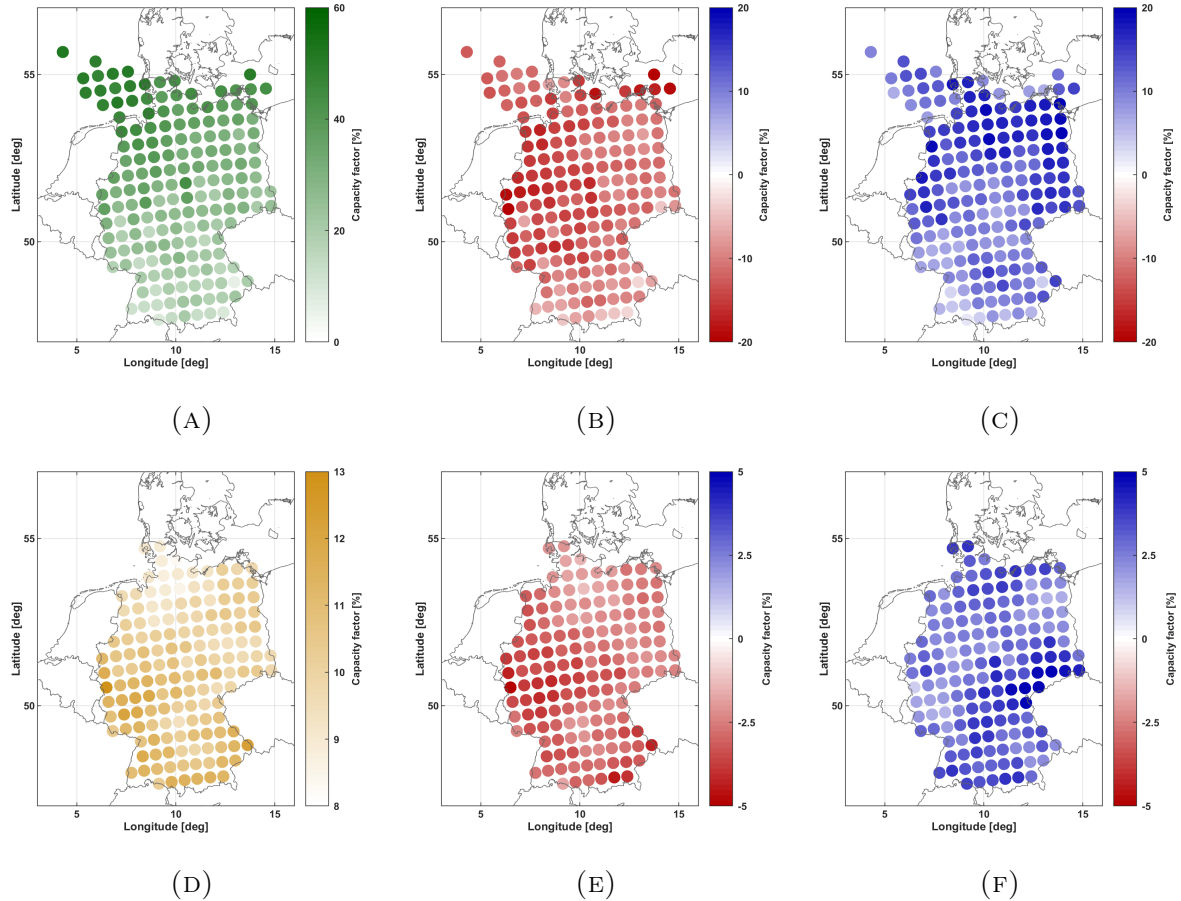 60
40
20
0
Capacity factor [%]
55
50
Latitude [deg]
5
10
15
Longitude [deg]
(A)
20
10
0
-10
-20
Capacity factor [%]
55
50
Latitude [deg]
5
10
15
Longitude [deg]
(B)
20
10
0
-10
-20
Capacity factor [%]
55
50
Latitude [deg]
5
10
15
Longitude [deg]
(C)
13
12
11
10
9
8
Capacity factor [%]
55
50
Latitude [deg]
5
10
15
Longitude [deg]
(D)
5
2.5
0
-2.5
-5
Capacity factor [%]
55
50
Latitude [deg]
5
10
15
Longitude [deg]
(E)
5
2.5
0
-2.5
-5
Capacity factor [%]
55
50
Latitude [deg]
5
10
15
Longitude [deg]
(F)